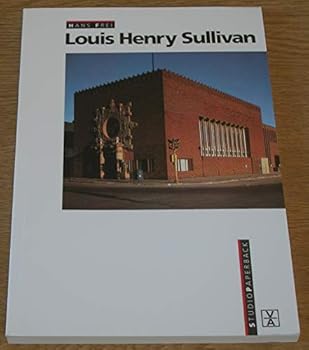 HANS FREI
Louis Henry Sullivan
STUDIOPAPERBACK
V
A